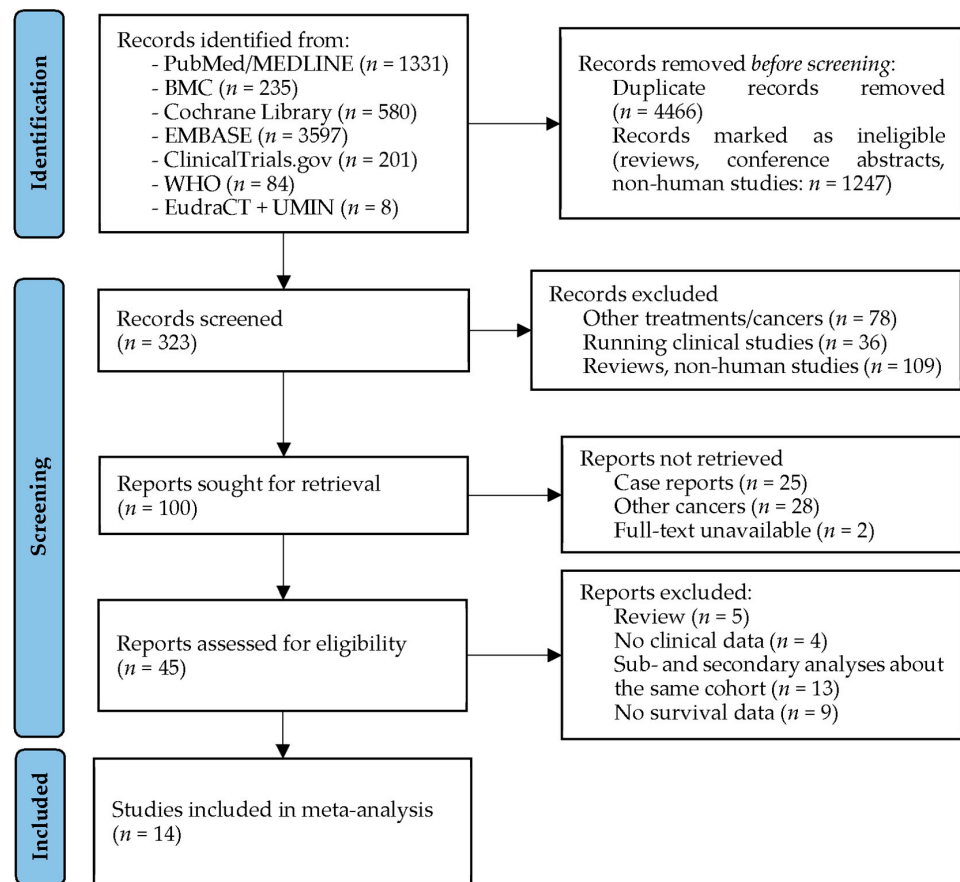 Identification
Records identified from:
- PubMed/MEDLINE (n = 1331)
- BMC (n = 235)
- Cochrane Library (n = 580)
- EMBASE (n = 3597)
- ClinicalTrials.gov (n = 201)
- WHO (n = 84)
- EudraCT + UMIN (n = 8)
Records removed before screening:
Duplicate records removed
(n = 4466)
Records marked as ineligible
(reviews, conference abstracts,
non-human studies: n = 1247)
Screening
Records screened
(n = 323)
Records excluded
Other treatments/cancers (n = 78)
Running clinical studies (n = 36)
Reviews, non-human studies (n = 109)
Reports sought for retrieval
(n = 100)
Reports not retrieved
Case reports (n = 25)
Other cancers (n = 28)
Full-text unavailable (n = 2)
Reports assessed for eligibility
(n = 45)
Reports excluded:
Review (n = 5)
No clinical data (n = 4)
Sub- and secondary analyses about
the same cohort (n = 13)
No survival data (n = 9)
Included
Studies included in meta-analysis
(n = 14)